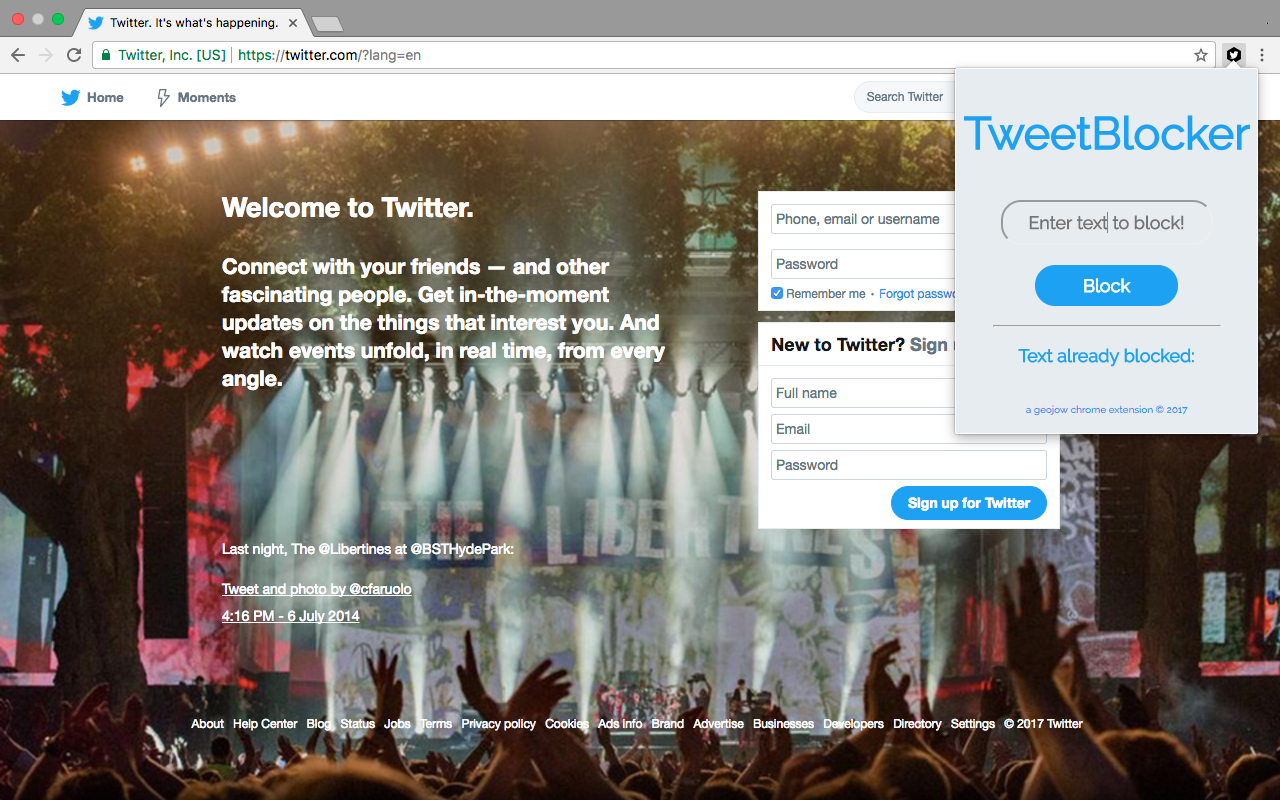 Twitter. It's what's happening.
Twitter, Inc. [US] https://twitter.com/?lang=en
Home Moments
Search Twitter
TweetBlocker
Enter text to block!
Block
Text already blocked:
a geojow chrome extension © 2017
Welcome to Twitter.
Connect with your friends — and other
fascinating people. Get in-the-moment
updates on the things that interest you. And
watch events unfold, in real time, from every
angle.
Phone, email or username
Password
Remember me · Forgot passwo
New to Twitter? Sign
Full name
Email
Password
Sign up for Twitter
THE LIBERTINES
Last night, The @Libertines at @BSTHydePark:
Tweet and photo by @cfaruolo
4:16 PM - 6 July 2014
About Help Center Blog Status Jobs Terms Privacy policy Cookies Ads info Brand Advertise Businesses Developers Directory Settings © 2017 Twitter